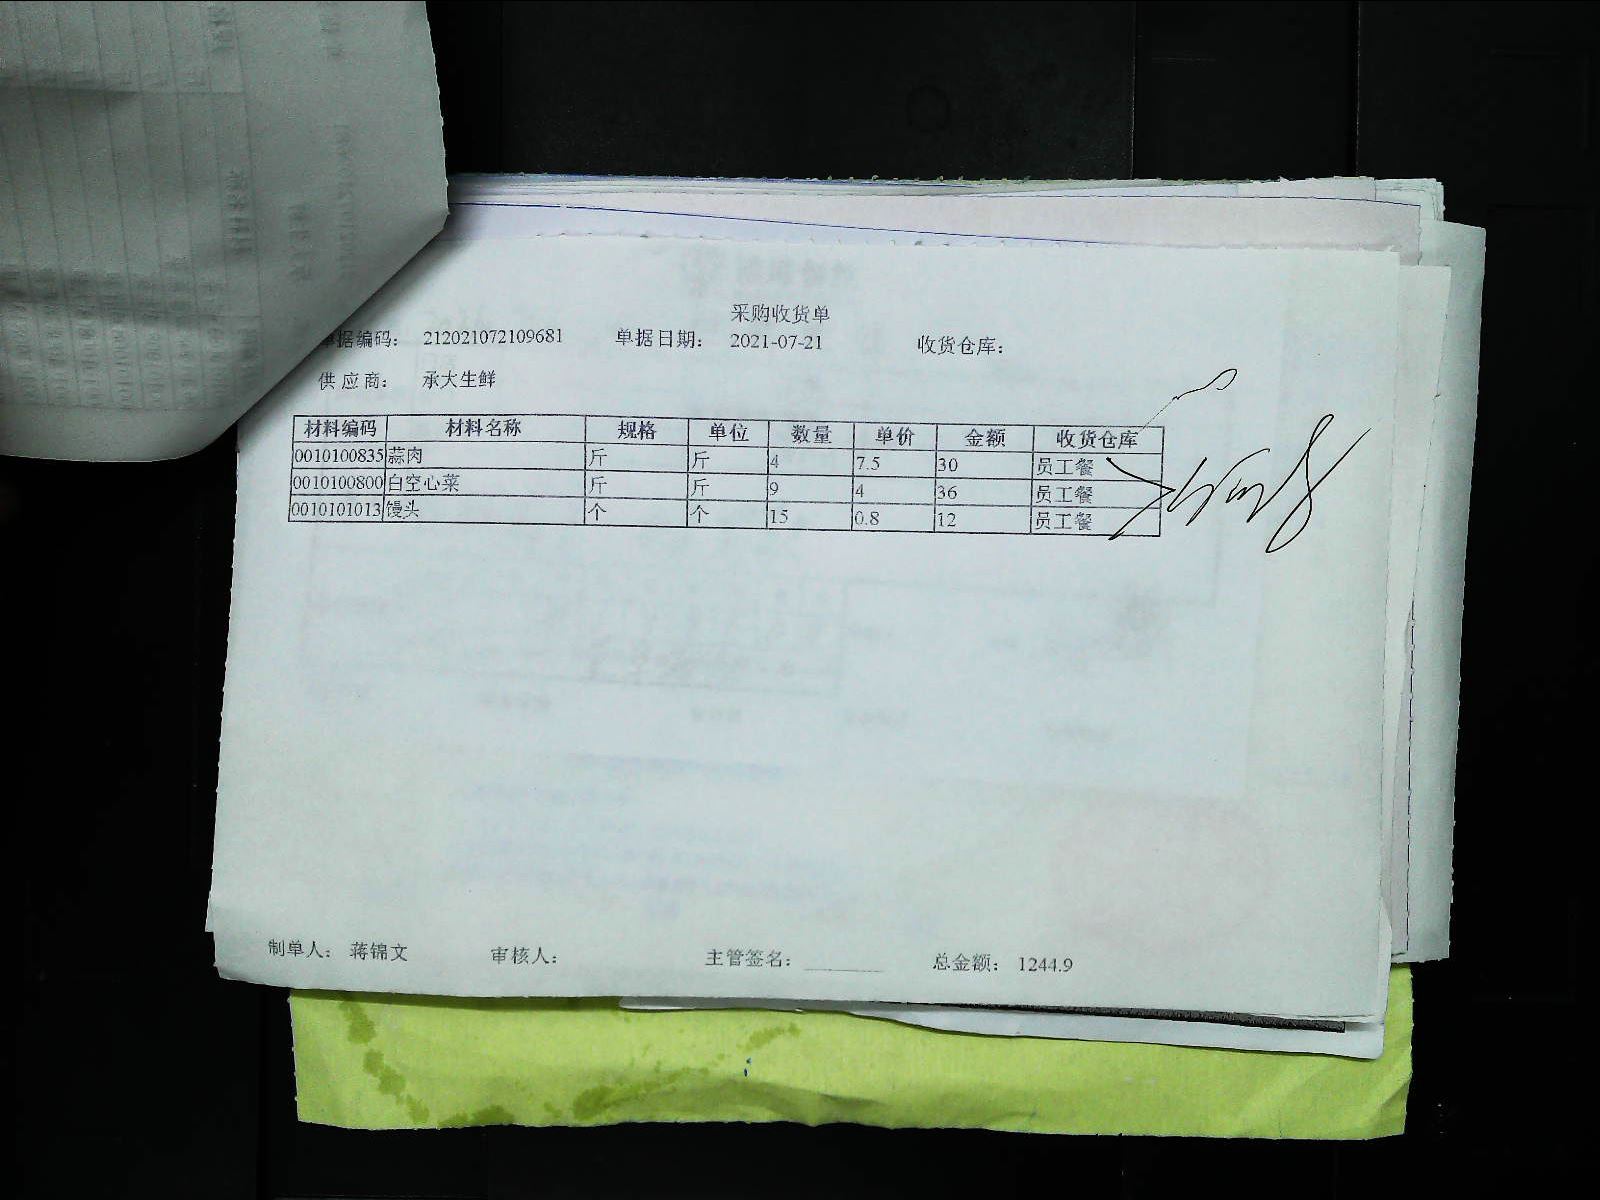 采购收货单
单据编码： 212021072109681 单据日期： 2021-07-21 收货仓库：
供应商： 承大生鲜
材料编码 材料名称 规格 单位 数量 单价 金额 收货仓库
0010100835 蒜肉 斤 斤 4 7.5 30 员工餐
0010100800 白空心菜 斤 斤 9 4 36 员工餐
0010101013 馒头 个 个 15 0.8 12 员工餐
制单人： 蒋锦文 审核人： 主管签名： 总金额： 1244.9